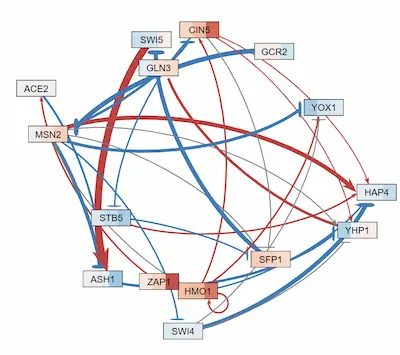 CIN5
SWI5
GCR2
GLN3
ACE2
YOX1
MSN2
HAP4
STB5
YHP1
SFP1
ASH1
ZAP1
HMO1
SWI4